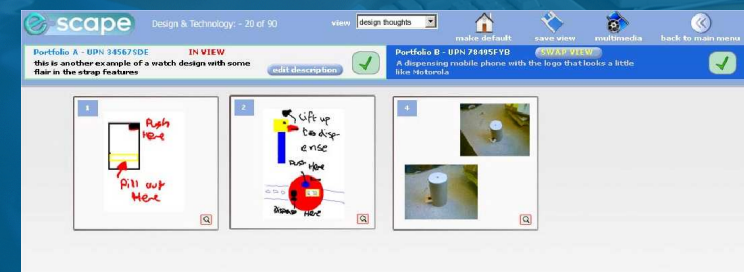 escape
Design & Technology: - 20 of 90
view design thoughts
make default
save view
multimedia
back to main menu
Portfolio A - UPN 34567SDE IN VIEW
this is another example of a watch design with some
flair in the strap features
edit description
Portfolio B - UPN 78495FYB SWAP VIEW
A dispensing mobile phone with the logo that looks a little
like Motorola
1
Push
Here
Pill out
Here
2
Lift up
to disp-
ense
Push Here
Dispense Here
4